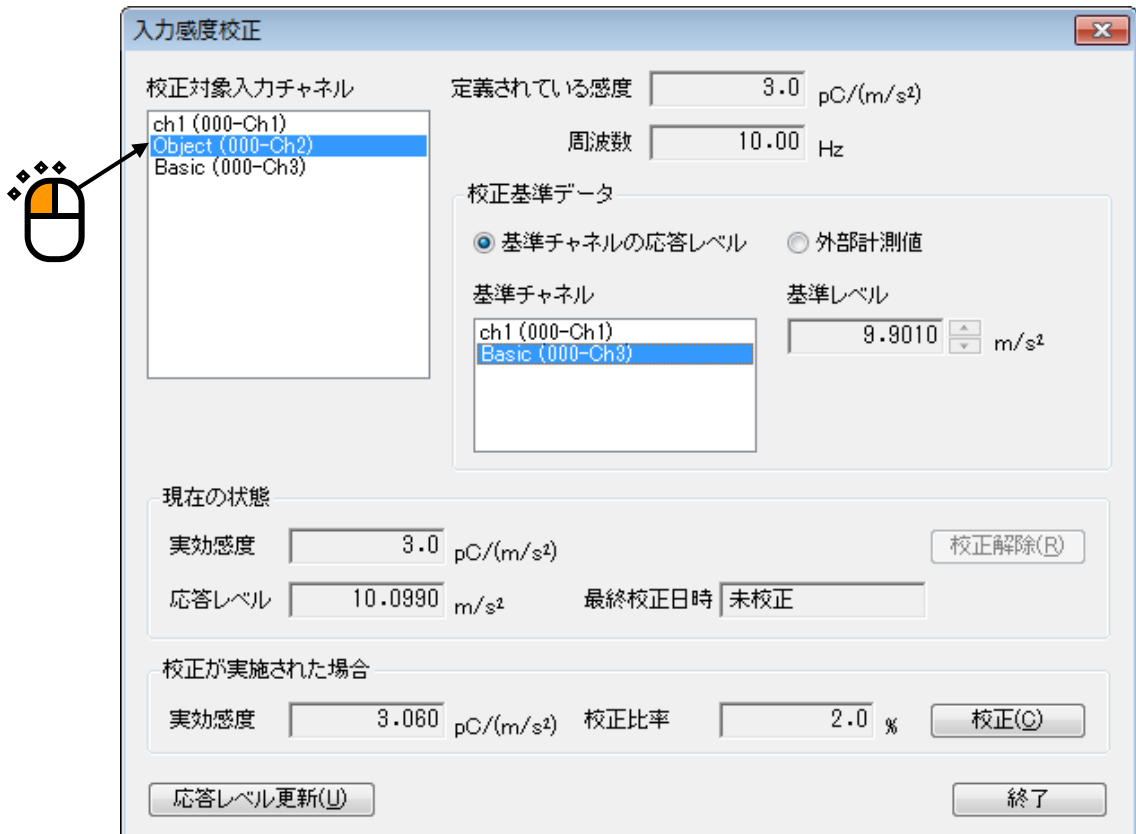 入力感度校正
校正対象入力チャネル
ch1 (000-Ch1)
Object (000-Ch2)
Basic (000-Ch3)
定義されている感度 3.0 pC/(m/s²)
周波数 10.00 Hz
校正基準データ
基準チャネルの応答レベル 外部計測値
基準チャネル
ch1 (000-Ch1)
Basic (000-Ch3)
基準レベル
9.9010 m/s²
現在の状態
実効感度 3.0 pC/(m/s²) 校正解除(R)
応答レベル 10.0990 m/s² 最終校正日時 未校正
校正が実施された場合
実効感度 3.060 pC/(m/s²) 校正比率 2.0 % 校正(C)
応答レベル更新(U) 終了